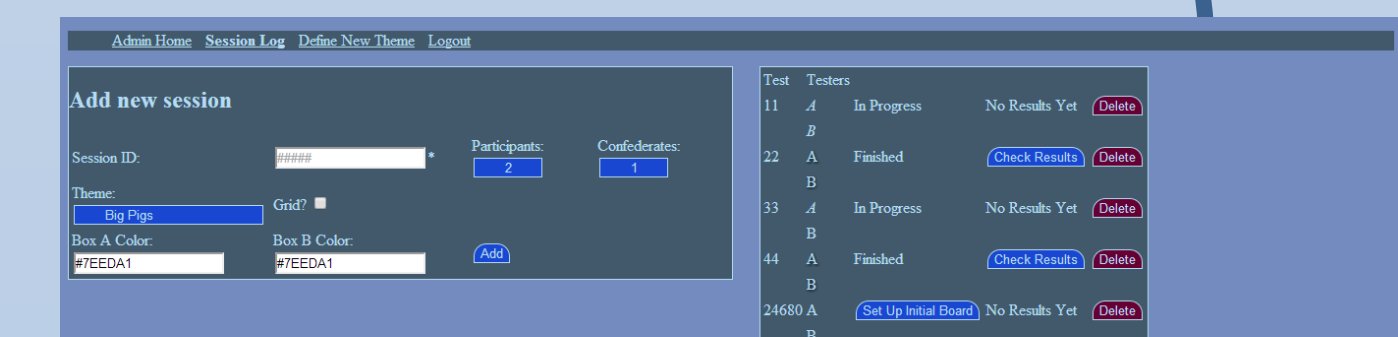 Admin Home Session Log Define New Theme Logout
Add new session
Session ID: ##### * Participants: 2 Confederates: 1
Theme: Big Pigs Grid?
Box A Color: #7EEDA1 Box B Color: #7EEDA1 Add
Test Testers
11 A In Progress No Results Yet Delete
B
22 A Finished Check Results Delete
B
33 A In Progress No Results Yet Delete
B
44 A Finished Check Results Delete
B
24680 A Set Up Initial Board No Results Yet Delete
B